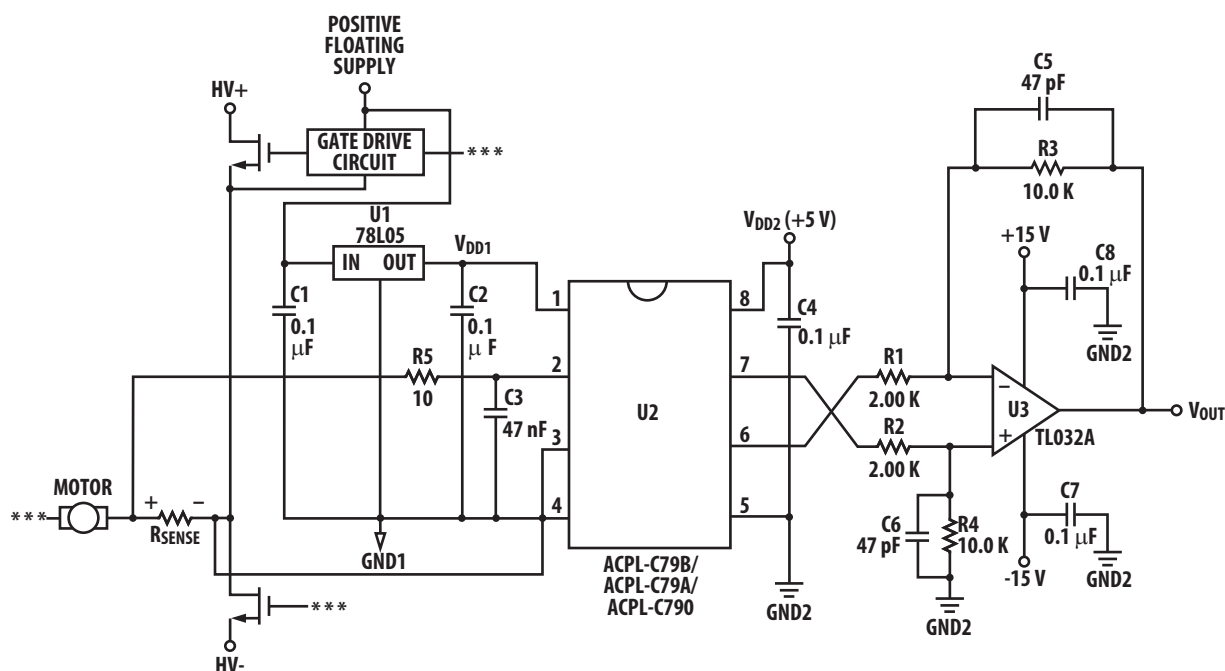 POSITIVE
FLOATING
SUPPLY
HV+
GATE DRIVE
CIRCUIT
***
U1
78L05
IN OUT
VDD1
C1
0.1
μF
C2
0.1
μ F
R5
10
C3
47 nF
MOTOR
***
+ −
RSENSE
GND1
***
HV-
1
2
3
4
8
7
6
5
U2
ACPL-C79B/
ACPL-C79A/
ACPL-C790
VDD2 (+5 V)
C4
0.1 μF
GND2
R1
2.00 K
R2
2.00 K
C5
47 pF
R3
10.0 K
+15 V
C8
0.1 μF
GND2
−
+
U3
TL032A
VOUT
C6
47 pF
R4
10.0 K
GND2
C7
0.1 μF
GND2
-15 V